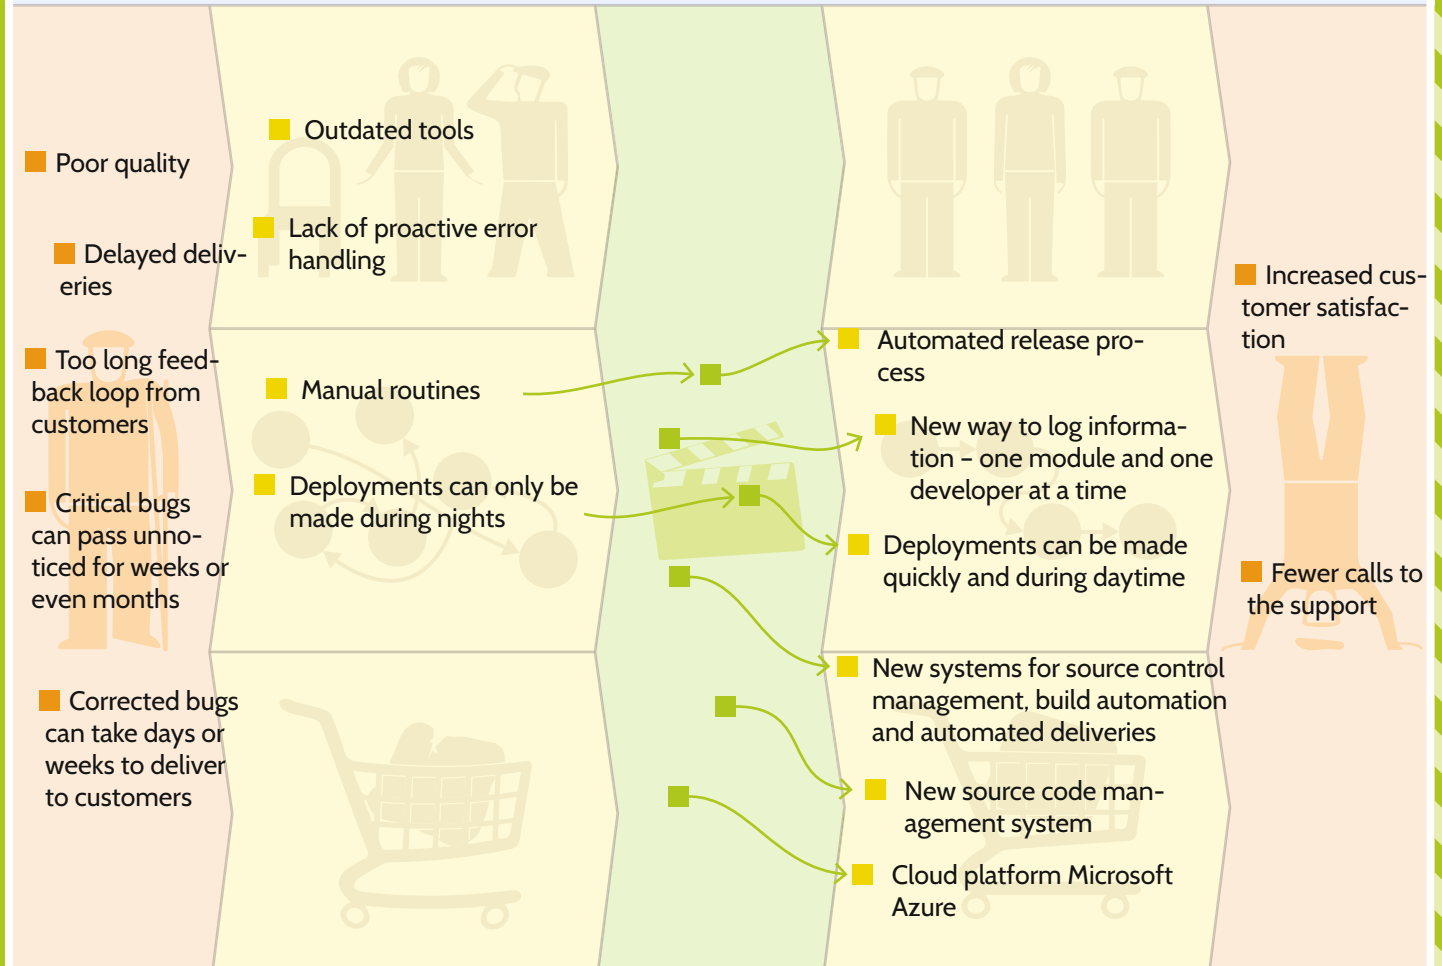 Poor quality
Delayed deliv-
eries
Too long feed-
back loop from
customers
Critical bugs
can pass unno-
ticed for weeks or
even months
Corrected bugs
can take days or
weeks to deliver
to customers
Outdated tools
Lack of proactive error
handling
Manual routines
Deployments can only be
made during nights
Automated release pro-
cess
New way to log informa-
tion – one module and one
developer at a time
Deployments can be made
quickly and during daytime
New systems for source control
management, build automation
and automated deliveries
New source code man-
agement system
Cloud platform Microsoft
Azure
Increased cus-
tomer satisfac-
tion
Fewer calls to
the support